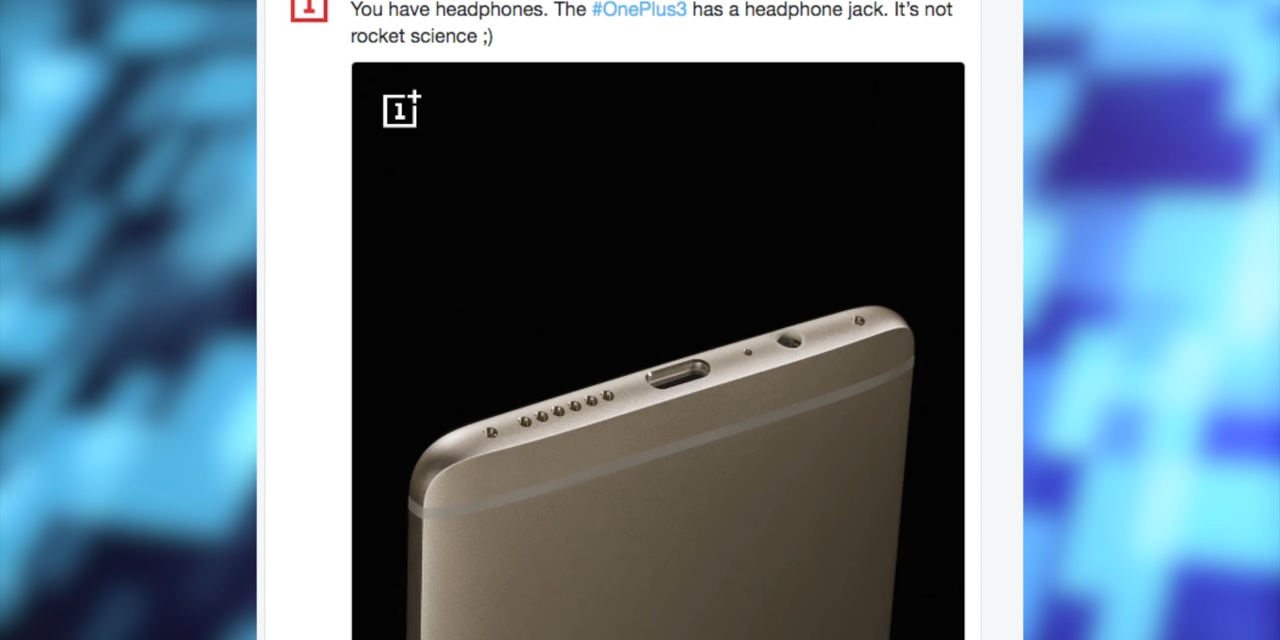 You have headphones. The #OnePlus3 has a headphone jack. It’s not
rocket science ;)